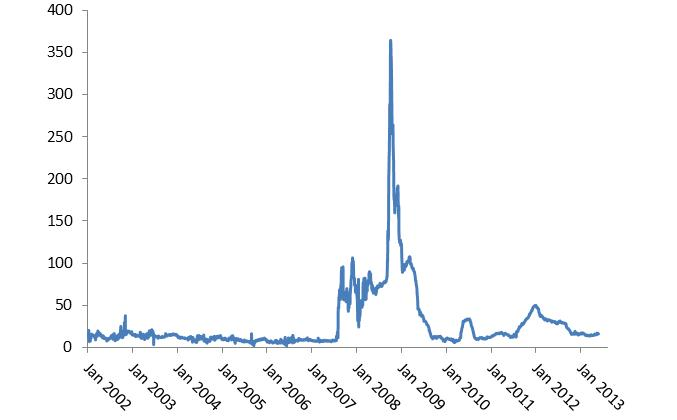 400
350
300
250
200
150
100
50
0
Jan 2002
Jan 2003
Jan 2004
Jan 2005
Jan 2006
Jan 2007
Jan 2008
Jan 2009
Jan 2010
Jan 2011
Jan 2012
Jan 2013